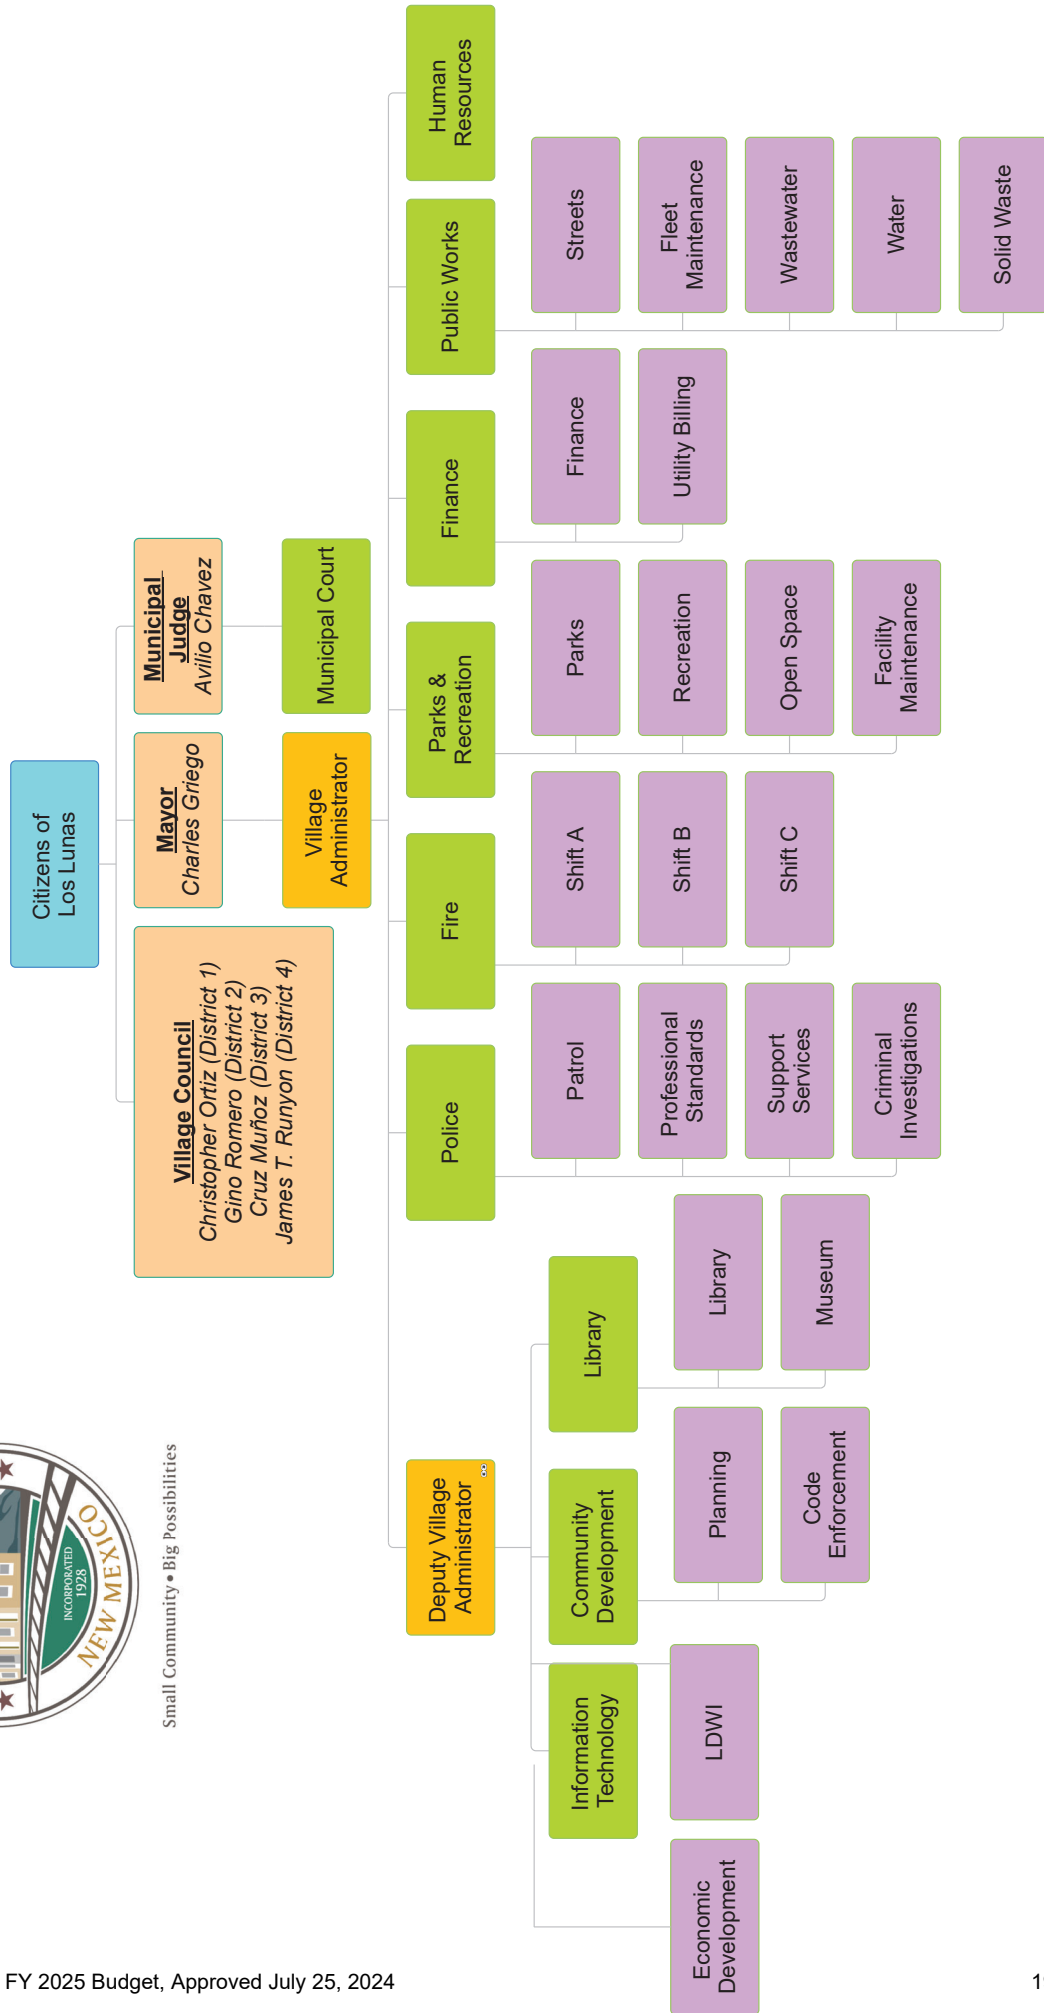 Citizens of
Los Lunas
Village Council
Christopher Ortiz (District 1)
Gino Romero (District 2)
Cruz Muñoz (District 3)
James T. Runyon (District 4)
Mayor
Charles Griego
Municipal
Judge
Avilio Chavez
Village
Administrator
Municipal Court
Deputy Village
Administrator
Police
Fire
Parks &
Recreation
Finance
Public Works
Human
Resources
Information
Technology
Community
Development
Library
Economic
Development
LDWI
Planning
Code
Enforcement
Library
Museum
Patrol
Professional
Standards
Support
Services
Criminal
Investigations
Shift A
Shift B
Shift C
Parks
Recreation
Open Space
Facility
Maintenance
Finance
Utility Billing
Streets
Fleet
Maintenance
Wastewater
Water
Solid Waste
INCORPORATED
1928
NEW MEXICO
Small Community • Big Possibilities
FY 2025 Budget, Approved July 25, 2024